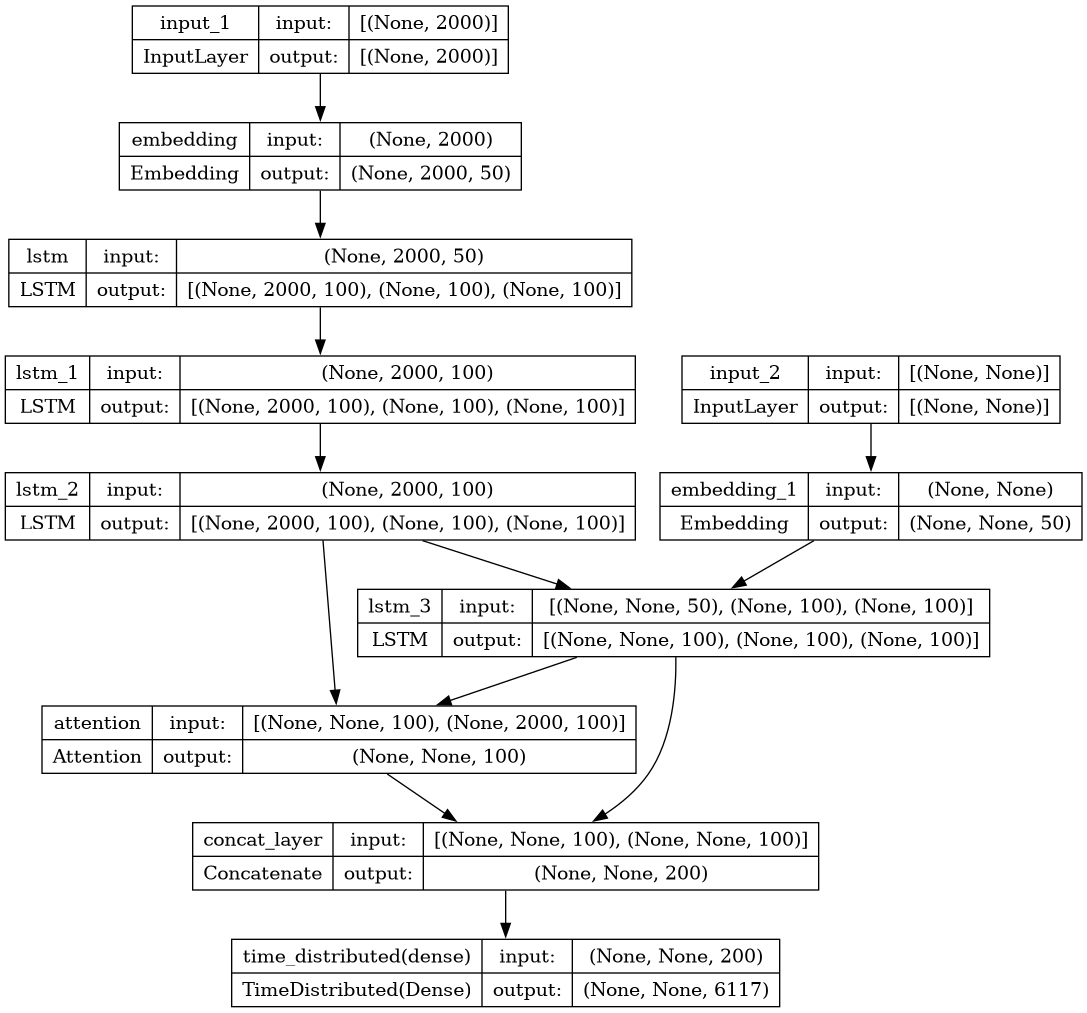 input_1 input: [(None, 2000)]
InputLayer output: [(None, 2000)]
embedding input: (None, 2000)
Embedding output: (None, 2000, 50)
lstm input: (None, 2000, 50)
LSTM output: [(None, 2000, 100), (None, 100), (None, 100)]
lstm_1 input: (None, 2000, 100)
LSTM output: [(None, 2000, 100), (None, 100), (None, 100)]
input_2 input: [(None, None)]
InputLayer output: [(None, None)]
lstm_2 input: (None, 2000, 100)
LSTM output: [(None, 2000, 100), (None, 100), (None, 100)]
embedding_1 input: (None, None)
Embedding output: (None, None, 50)
lstm_3 input: [(None, None, 50), (None, 100), (None, 100)]
LSTM output: [(None, None, 100), (None, 100), (None, 100)]
attention input: [(None, None, 100), (None, 2000, 100)]
Attention output: (None, None, 100)
concat_layer input: [(None, None, 100), (None, None, 100)]
Concatenate output: (None, None, 200)
time_distributed(dense) input: (None, None, 200)
TimeDistributed(Dense) output: (None, None, 6117)